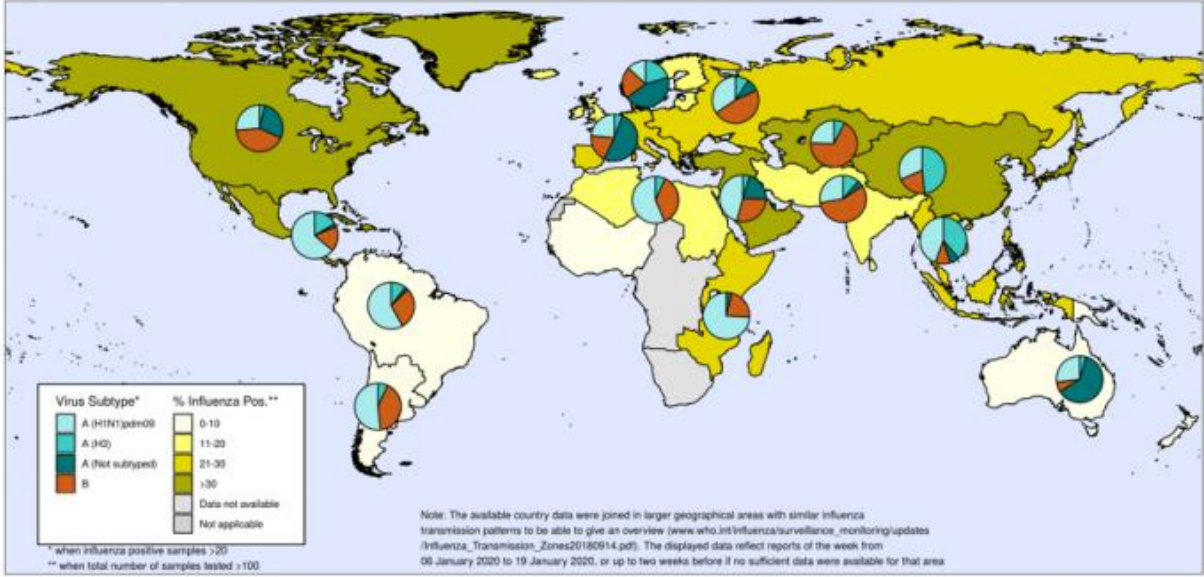 Virus Subtype*
A (H1N1)pdm09
A (H3)
A (Not subtyped)
B
% Influenza Pos.**
0-10
11-20
21-30
>30
Data not available
Not applicable
* when influenza positive samples >20
** when total number of samples tested >100
Note: The available country data were joined in larger geographical areas with similar influenza
transmission patterns to be able to give an overview (www.who.int/influenza/surveillance_monitoring/updates
/Influenza_Transmission_Zones20180914.pdf). The displayed data reflect reports of the week from
06 January 2020 to 19 January 2020, or up to two weeks before if no sufficient data were available for that area